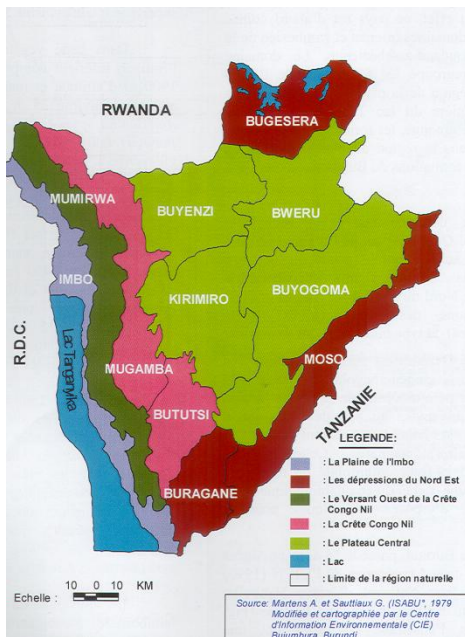 RWANDA
BUGESERA
MUMIRWA
BUYENZI
BWERU
IMBO
KIRIMIRO
BUYOGOMA
R.D.C.
Lac Tanganyika
MUGAMBA
MOSO
BUTUTSI
TANZANIE
BURAGANE
LEGENDE:
: La Plaine de l'Imbo
: Les dépressions du Nord Est
: Le Versant Ouest de la Crête
Congo Nil
: La Crête Congo Nil
: Le Plateau Central
: Lac
: Limite de la région naturelle
10 0 10 KM
Echelle :
Source: Martens A. et Sauttiaux G. (ISABU", 1979
Modifiée et cartographiée par le Centre
d'Information Environnementale (CIE)
Bujumbura, Burundi